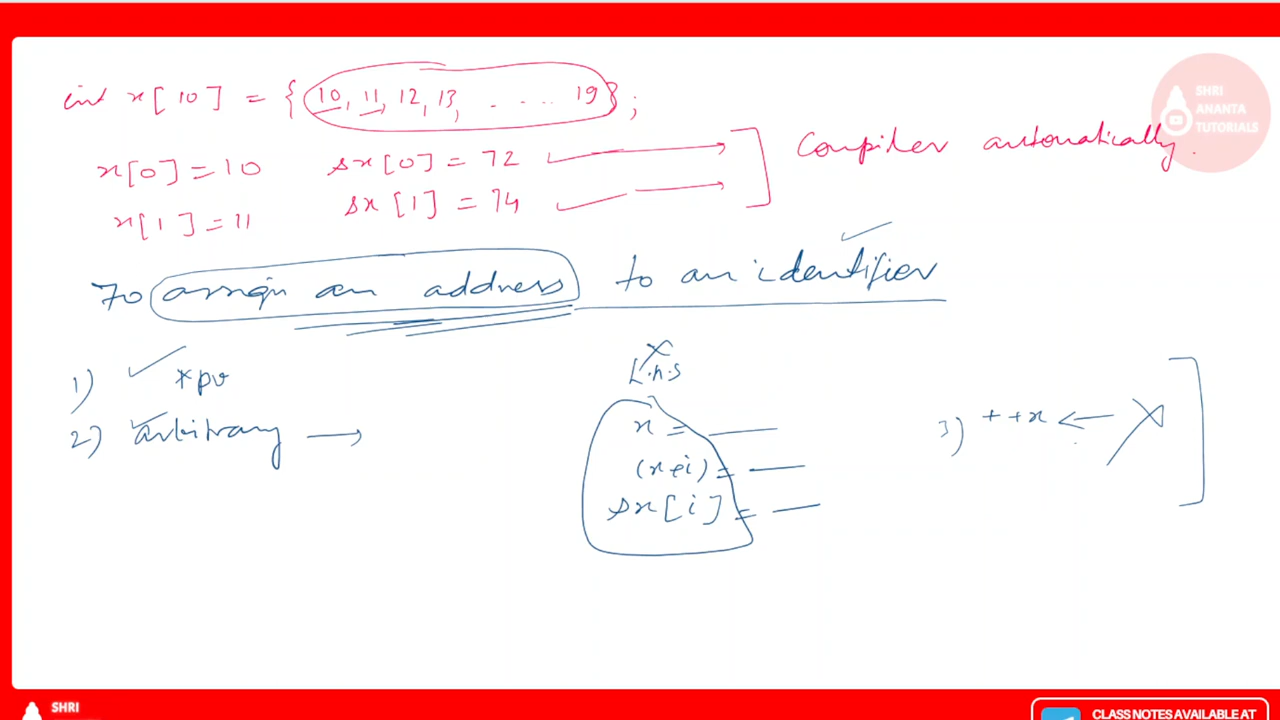 int x[10] = { 10, 11, 12, 13, ..... 19 };
SHRI
ANANTA
TUTORIALS
x[0] = 10 &x[0] = 72 Compiler automatically.
x[1] = 11 &x[1] = 74
To assign an address to an identifier
L.h.s
1) *pv
x =
2) arbitrary →
3) ++x ←
(x+i) =
&x[i] =
SHRI
CLASS NOTES AVAILABLE AT